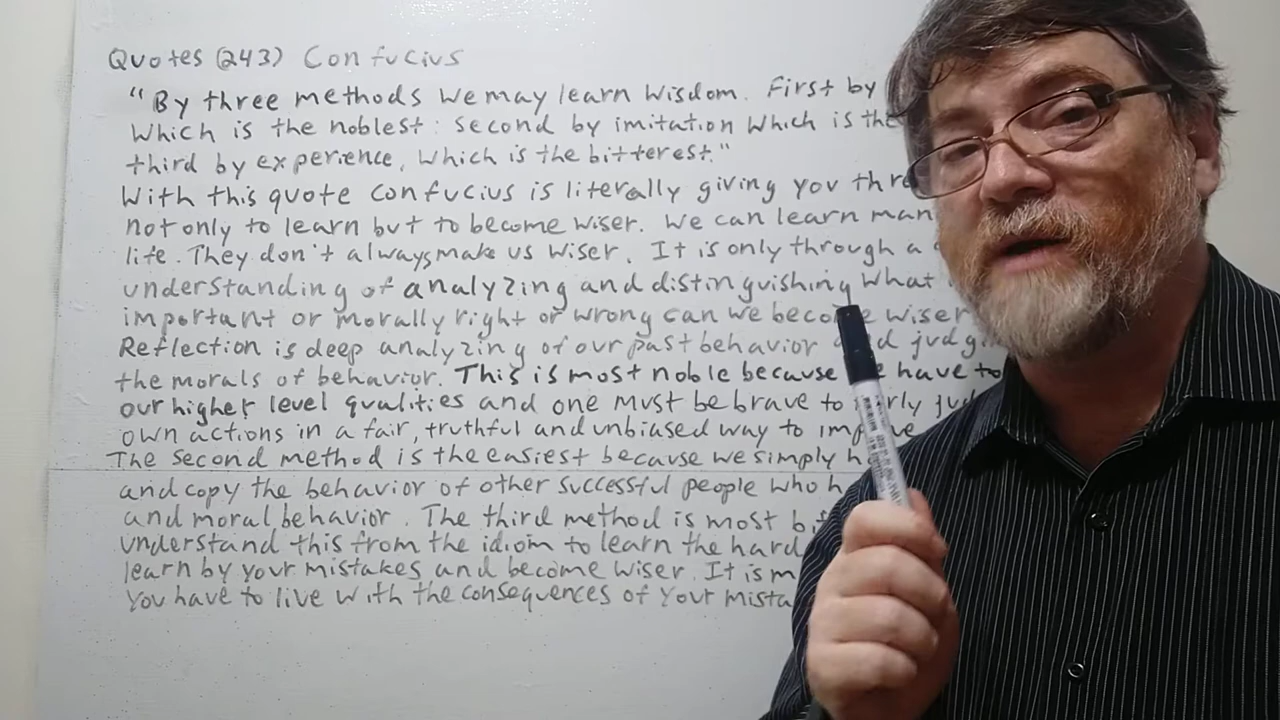 Quotes (243) Confucius
"By three methods we may learn wisdom. First by
which is the noblest: second by imitation which is the
third by experience, which is the bitterest."
With this quote confucius is literally giving you
not only to learn but to become wiser. We can learn
life. They don't always make us wiser. It is only through a
understanding of analyzing and distinguishing what
important or morally right or wrong can we become wiser
Reflection is deep analyzing of our past behavior
the morals of behavior. This is most noble because have to
our higher level qualities and one must be brave to
own actions in a fair, truthful and unbiased way to
The second method is the easiest because we simply
and copy the behavior of other successful people who
and moral behavior. The third method is most
understand this from the idiom to learn the hard
learn by your mistakes and become wiser. It is
you have to live with the consequences of your